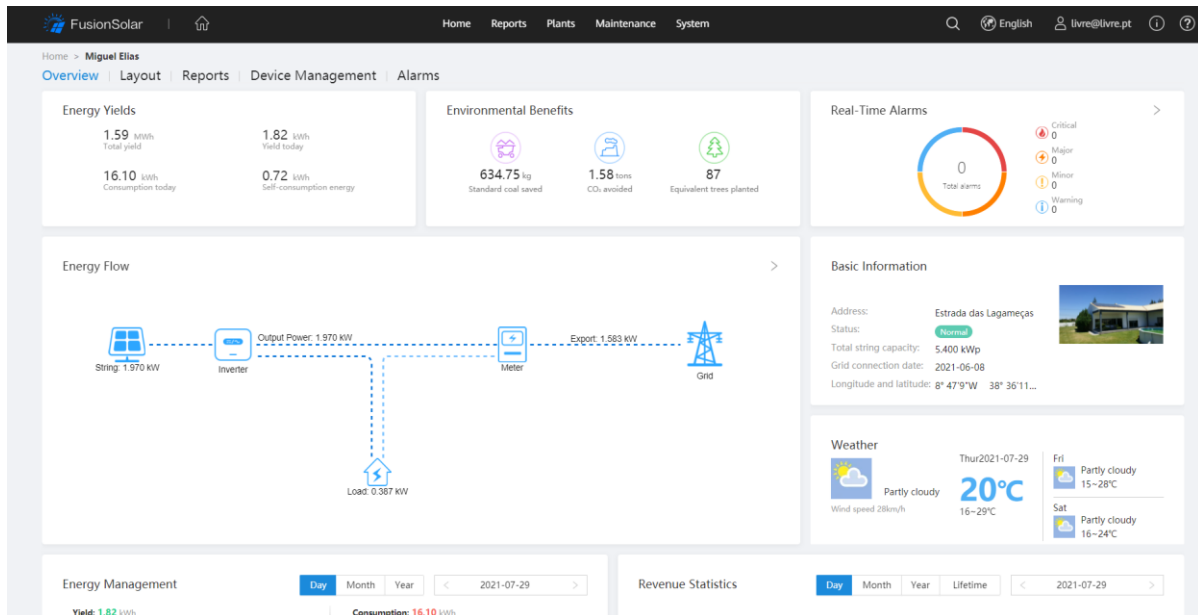 FusionSolar
Home Reports Plants Maintenance System
English livre@livre.pt
Home > Miguel Elias
Overview Layout Reports Device Management Alarms
Energy Yields
1.59 MWh
Total yield
1.82 kWh
Yield today
16.10 kWh
Consumption today
0.72 kWh
Self-consumption energy
Environmental Benefits
634.75 kg
Standard coal saved
1.58 tons
CO₂ avoided
87
Equivalent trees planted
Real-Time Alarms >
0
Total alarms
Critical
0
Major
0
Minor
0
Warning
0
Energy Flow >
String: 1.970 kW
Inverter
Output Power: 1.970 kW
Meter
Export: 1.583 kW
Grid
Load: 0.387 kW
Basic Information
Address: Estrada das Lagameças
Status: Normal
Total string capacity: 5.400 kWp
Grid connection date: 2021-06-08
Longitude and latitude: 8° 47'9"W 38° 36'11...
Weather
Partly cloudy
Wind speed 28km/h
Thur2021-07-29
20°C
16~29°C
Fri
Partly cloudy
15~28°C
Sat
Partly cloudy
16~24°C
Energy Management
Day Month Year < 2021-07-29 >
Yield: 1.82 kWh
Consumption: 16.10 kWh
Revenue Statistics
Day Month Year Lifetime < 2021-07-29 >